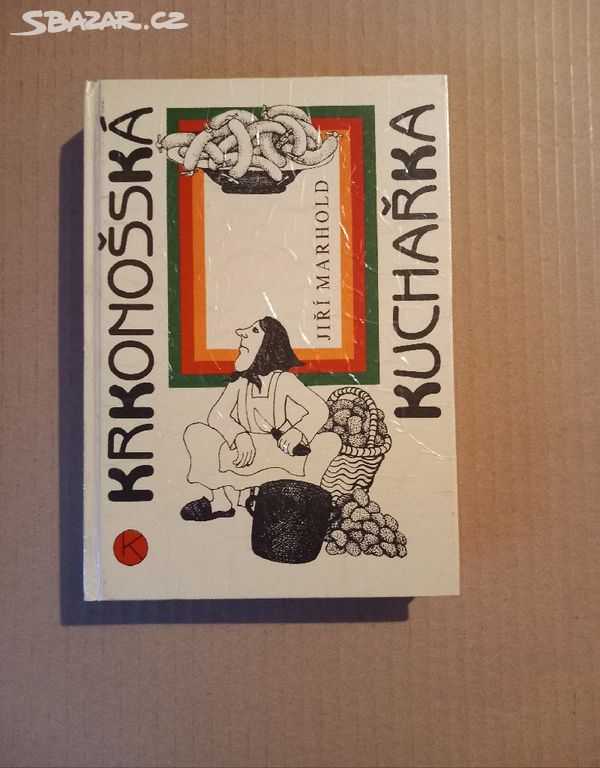 SBAZAR.CZ
KRKONOŠSKÁ
JIŘÍ MARHOLD
KUCHAŘKA
K